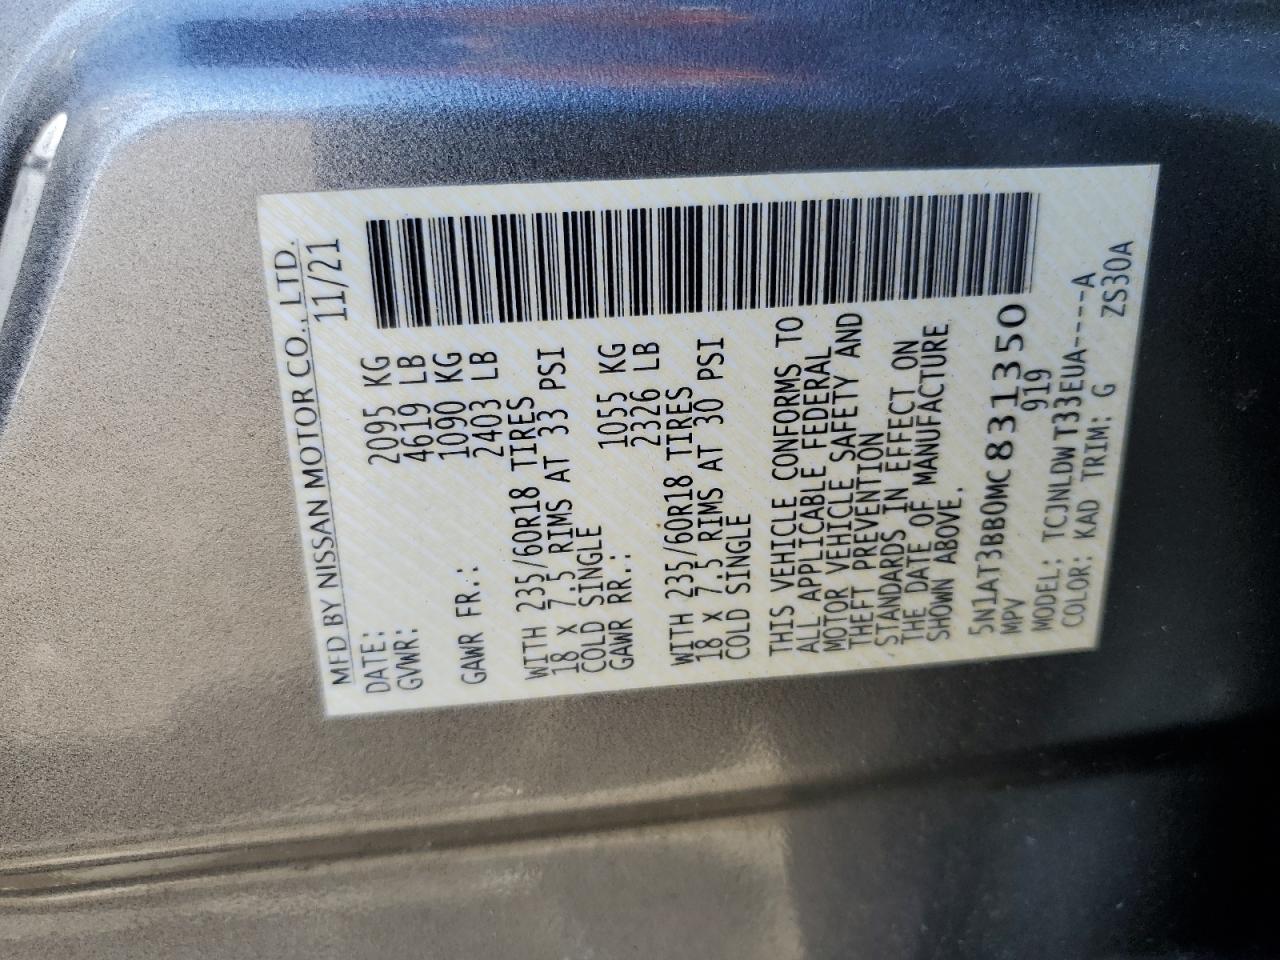 MFD BY NISSAN MOTOR CO., LTD.
DATE: 11/21
GVWR: 2095 KG
4619 LB
GAWR FR.: 1090 KG
2403 LB
WITH 235/60R18 TIRES
18 X 7.5 RIMS AT 33 PSI
COLD SINGLE
GAWR RR.: 1055 KG
2326 LB
WITH 235/60R18 TIRES
18 X 7.5 RIMS AT 30 PSI
COLD SINGLE
THIS VEHICLE CONFORMS TO
ALL APPLICABLE FEDERAL
MOTOR VEHICLE SAFETY AND
THEFT PREVENTION
STANDARDS IN EFFECT ON
THE DATE OF MANUFACTURE
SHOWN ABOVE.
5N1AT3BB0MC831350
MPV 919
MODEL: TCJNLDWT33EUA----A
COLOR: KAD TRIM: G ZS30A